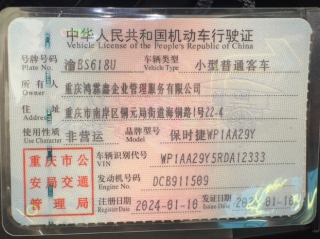 中华人民共和国机动车行驶证
Vehicle License of the People's Republic of China
号牌号码 渝BS618U 车辆类型 小型普通客车
Plate No. Vehicle Type
所有人 重庆鸿霖鑫企业管理服务有限公司
Owner
住址 重庆市南岸区铜元局街道海铜路1号22-4
Address
使用性质 非营运 品牌型号 保时捷WP1AA29Y
Use Character Model
重庆市公 车辆识别代号 WP1AA29Y5RDA12333
VIN
安局交通 发动机号码 DCB911509
Engine No.
管理局 注册日期 2024-01-10 发证日期 2024-01-10
Register Date Issue Date